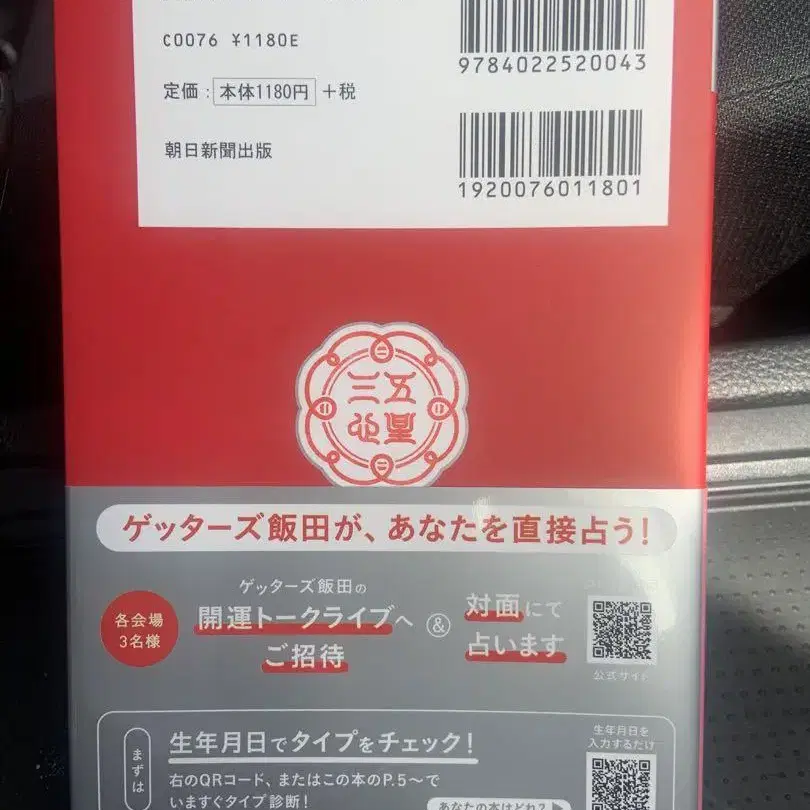 C0076 ¥1180E
9784022520043
定価：本体1180円＋税
朝日新聞出版
1920076011801
五星
三心
ゲッターズ飯田が、あなたを直接占う！
各会場
3名様
ゲッターズ飯田の
開運トークライブへ
ご招待
&
対面にて
占います
公式サイト
まずは
生年月日でタイプをチェック！
右のQRコード、またはこの本のP.5〜で
いますぐタイプ診断！
生年月日を
入力するだけ
あなたの本はどれ？